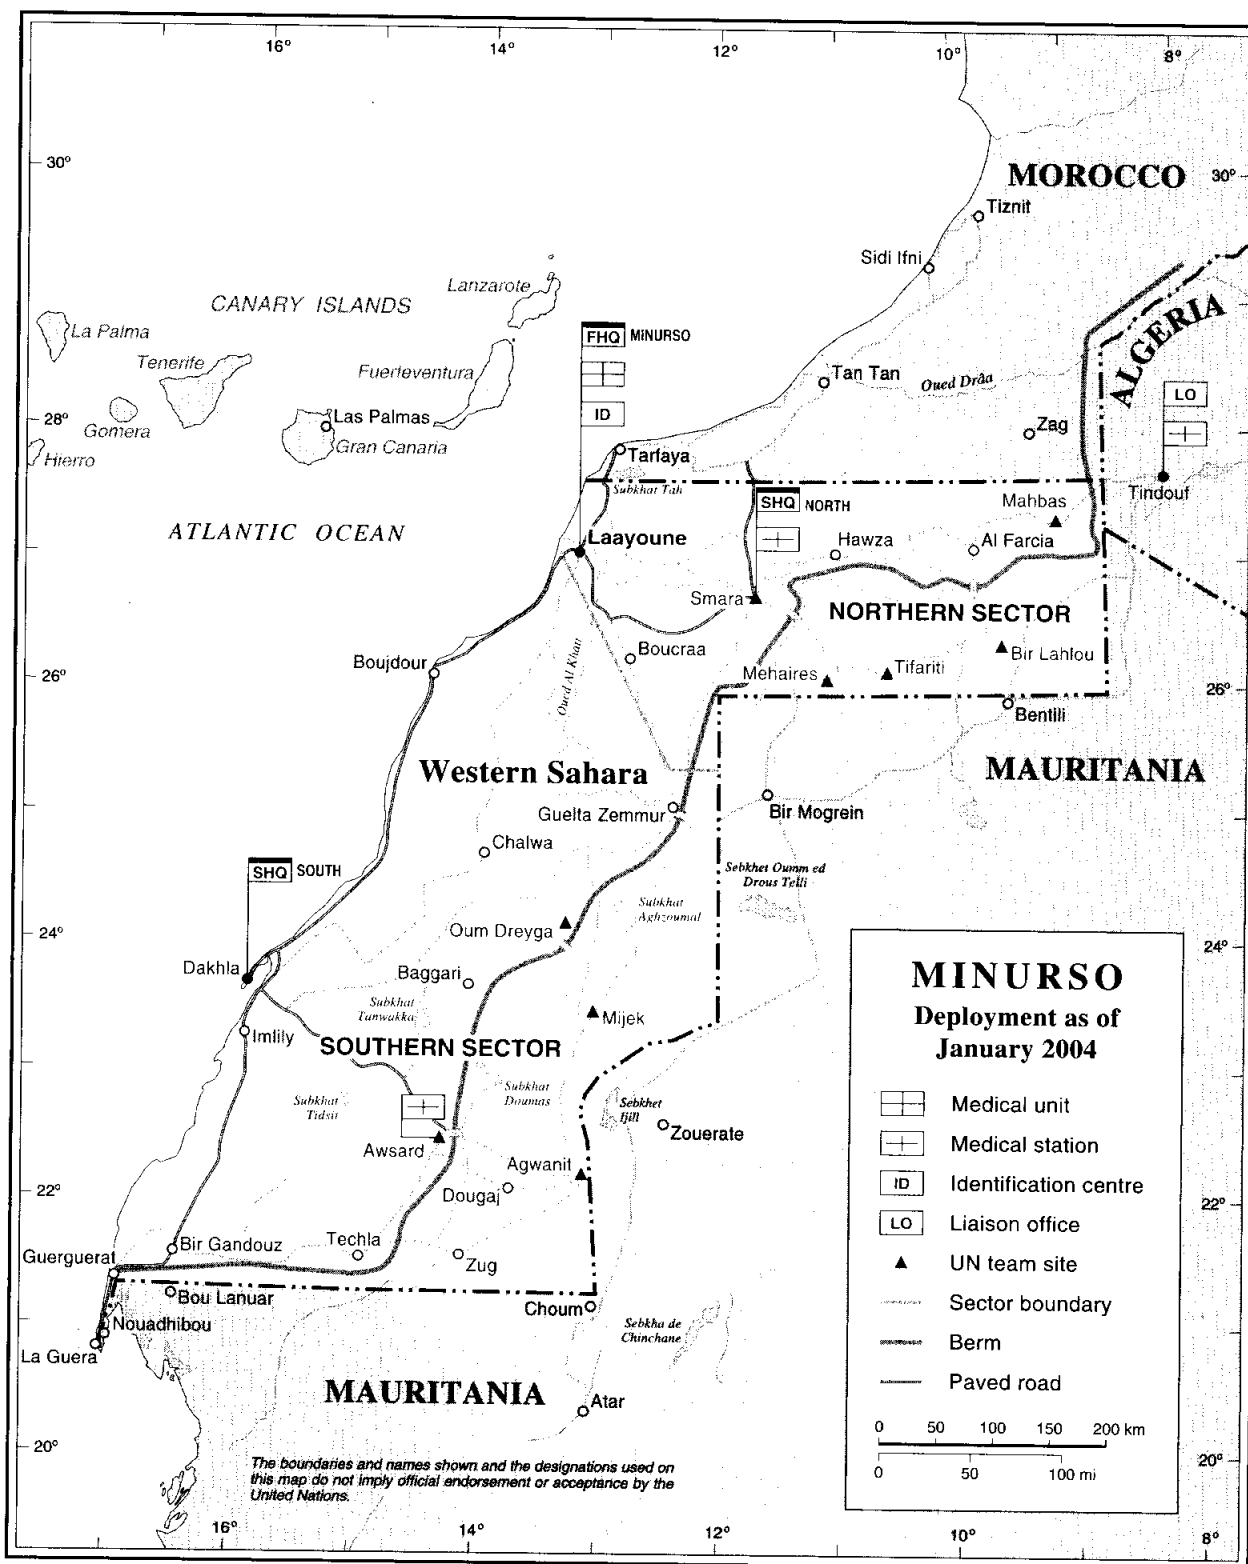 16° 14° 12° 10° 8°
30°
MOROCCO 30°
Tiznit
Sidi Ifni
Lanzarote
CANARY ISLANDS
ALGERIA
FHQ MINURSO
La Palma
Tenerife
Fuerteventura
Tan Tan
Oued Drâa
LO
ID
28°
Las Palmas
Gomera
Zag
Gran Canaria
Hierro
Tarfaya
Subkhat Tah
Tindouf
SHQ NORTH
Mahbas
ATLANTIC OCEAN
Laayoune
Hawza
Al Farcia
Smara
NORTHERN SECTOR
Boucraa
Bir Lahlou
Boujdour
Mehaires
Tifariti
26°
26°
Oued Al Khatt
Bentili
Western Sahara
MAURITANIA
Guelta Zemmur
Bir Mogrein
Chalwa
SHQ SOUTH
Sebkhet Oumm ed
Drous Telli
Subkhat
Aghzoumal
Oum Dreyga
24°
24°
Dakhla
Baggari
Subkhat
Tanwakka
Mijek
Imlily
SOUTHERN SECTOR
Subkhat
Doumas
Subkhat
Tidsit
Sebkhet
Ijill
Zouerate
Awsard
Agwanit
Dougaj
22°
22°
Techla
Bir Gandouz
Guerguerat
Zug
Bou Lanuar
Choum
Nouadhibou
Sebkha de
Chinchane
La Guera
MAURITANIA
Atar
20°
20°
The boundaries and names shown and the designations used on
this map do not imply official endorsement or acceptance by the
United Nations.
16° 14° 12° 10° 8°
MINURSO
Deployment as of
January 2004
Medical unit
Medical station
ID Identification centre
LO Liaison office
UN team site
Sector boundary
Berm
Paved road
0 50 100 150 200 km
0 50 100 mi